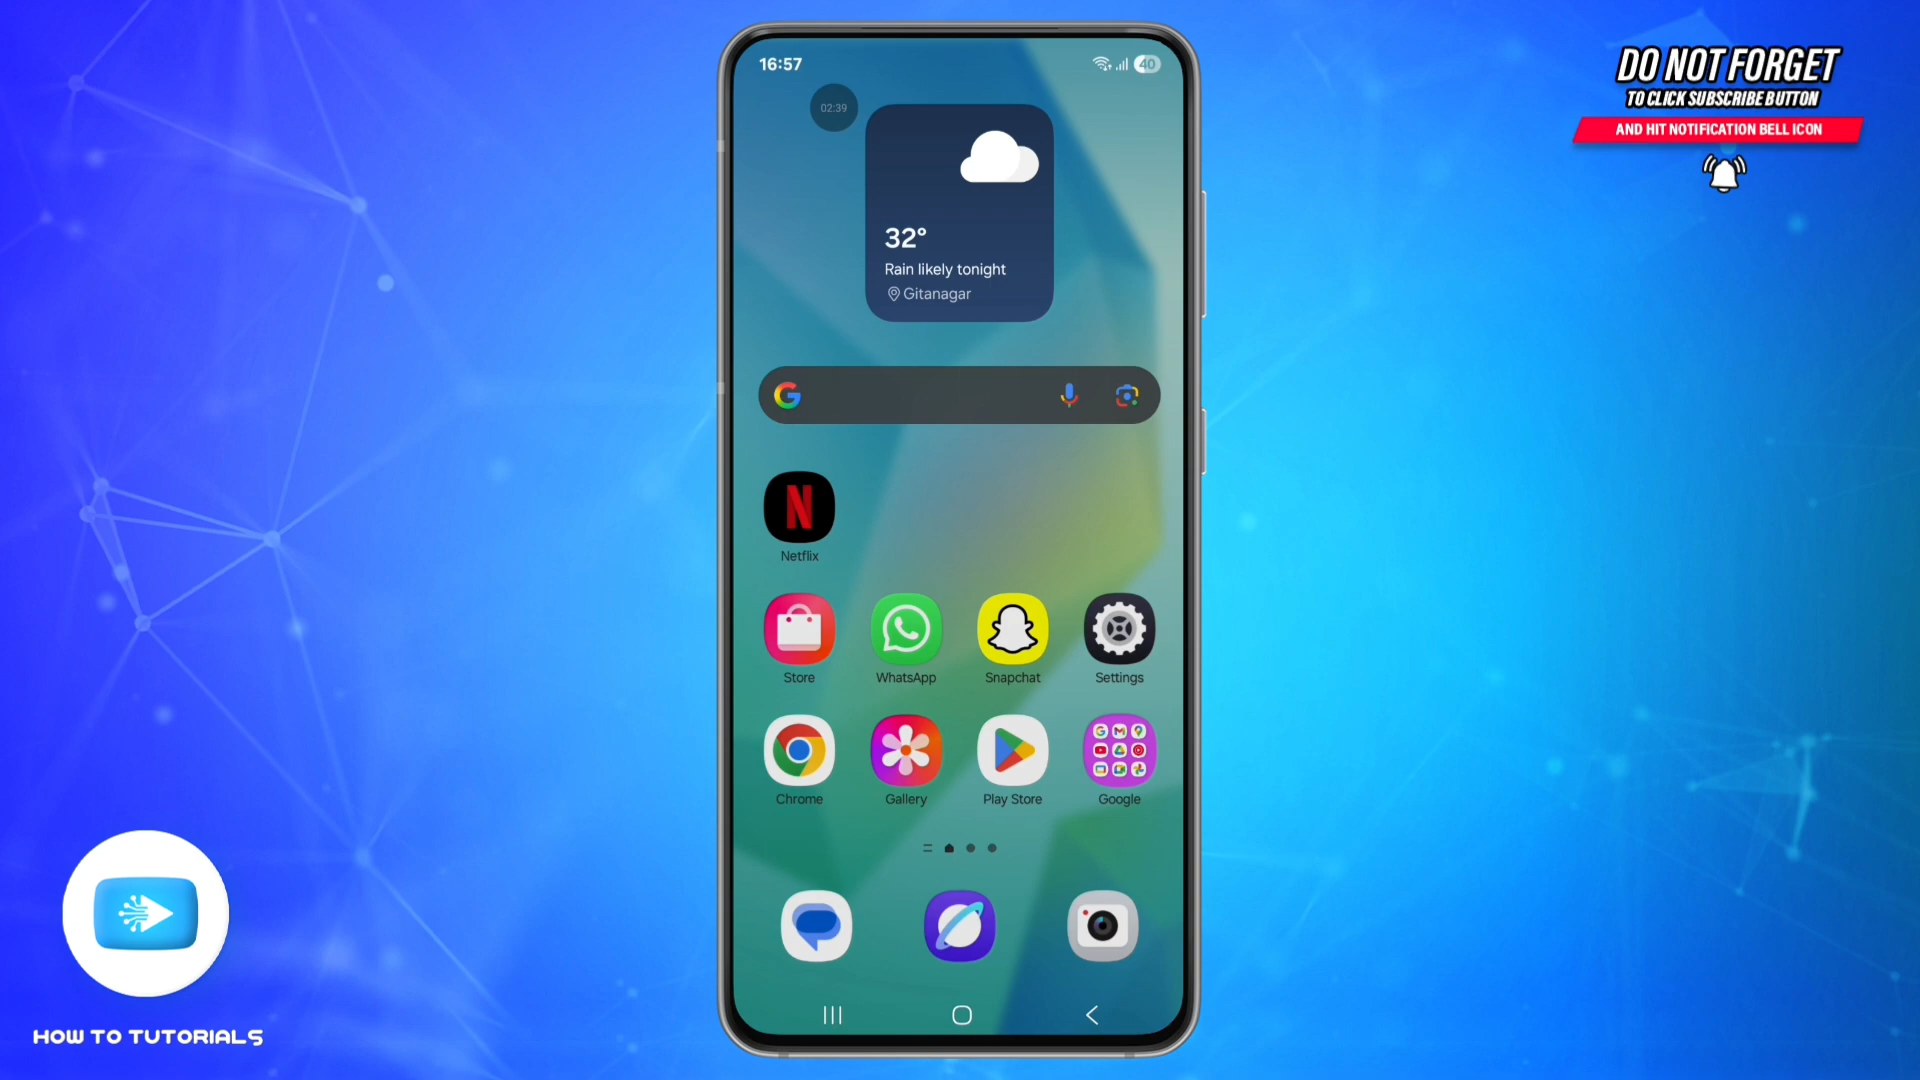 DO NOT FORGET
TO CLICK SUBSCRIBE BUTTON
AND HIT NOTIFICATION BELL ICON
16:57
40
02:39
32°
Rain likely tonight
Gitanagar
Netflix
Store
WhatsApp
Snapchat
Settings
Chrome
Gallery
Play Store
Google
HOW TO TUTORIALS